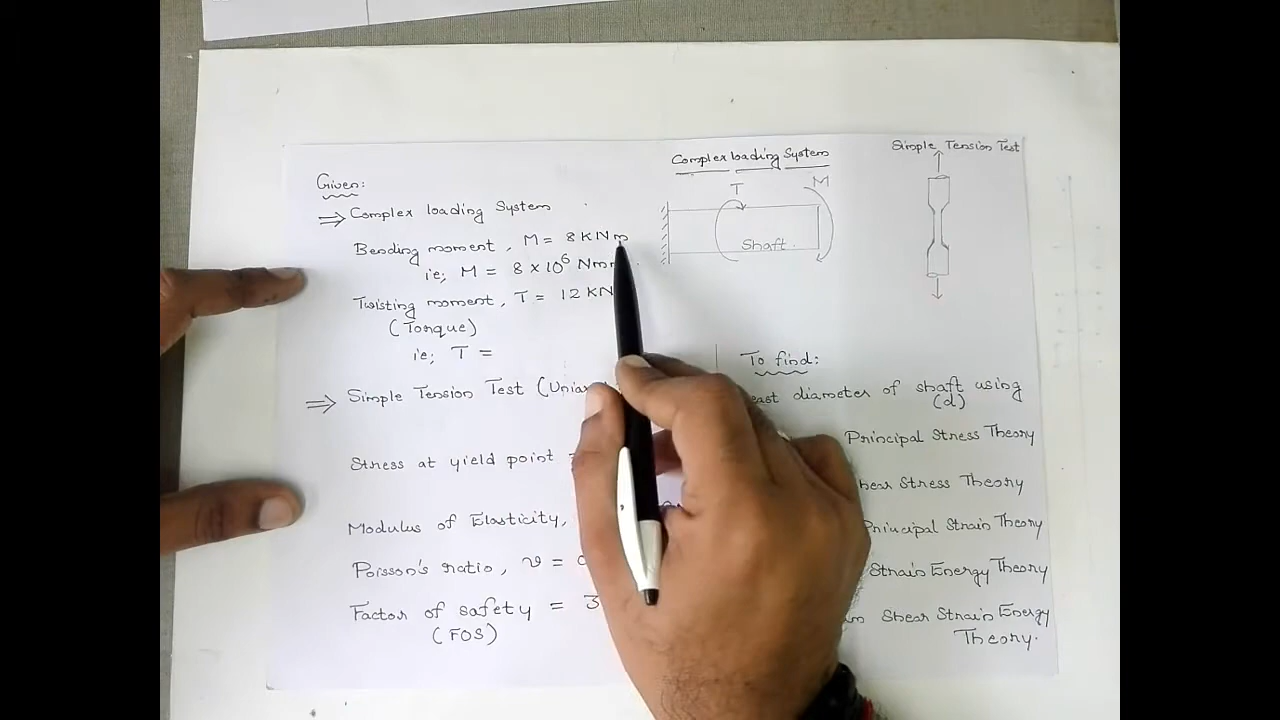 Given:
⇒ Complex loading System
Bending moment, M = 8 KNm
ie; M = 8 × 10⁶ Nmm
Twisting moment, T = 12 KN
(Torque)
ie; T =
⇒ Simple Tension Test
Stress at yield point =
Modulus of Elasticity,
Poisson's ratio, ν =
Factor of safety = 3
(FOS)
Complex loading System
T
M
Shaft
Simple Tension Test
To find:
diameter of shaft using
(d)
Principal Stress Theory
Stress Theory
Principal Strain Theory
Strain Energy Theory
Shear Strain Energy
Theory.